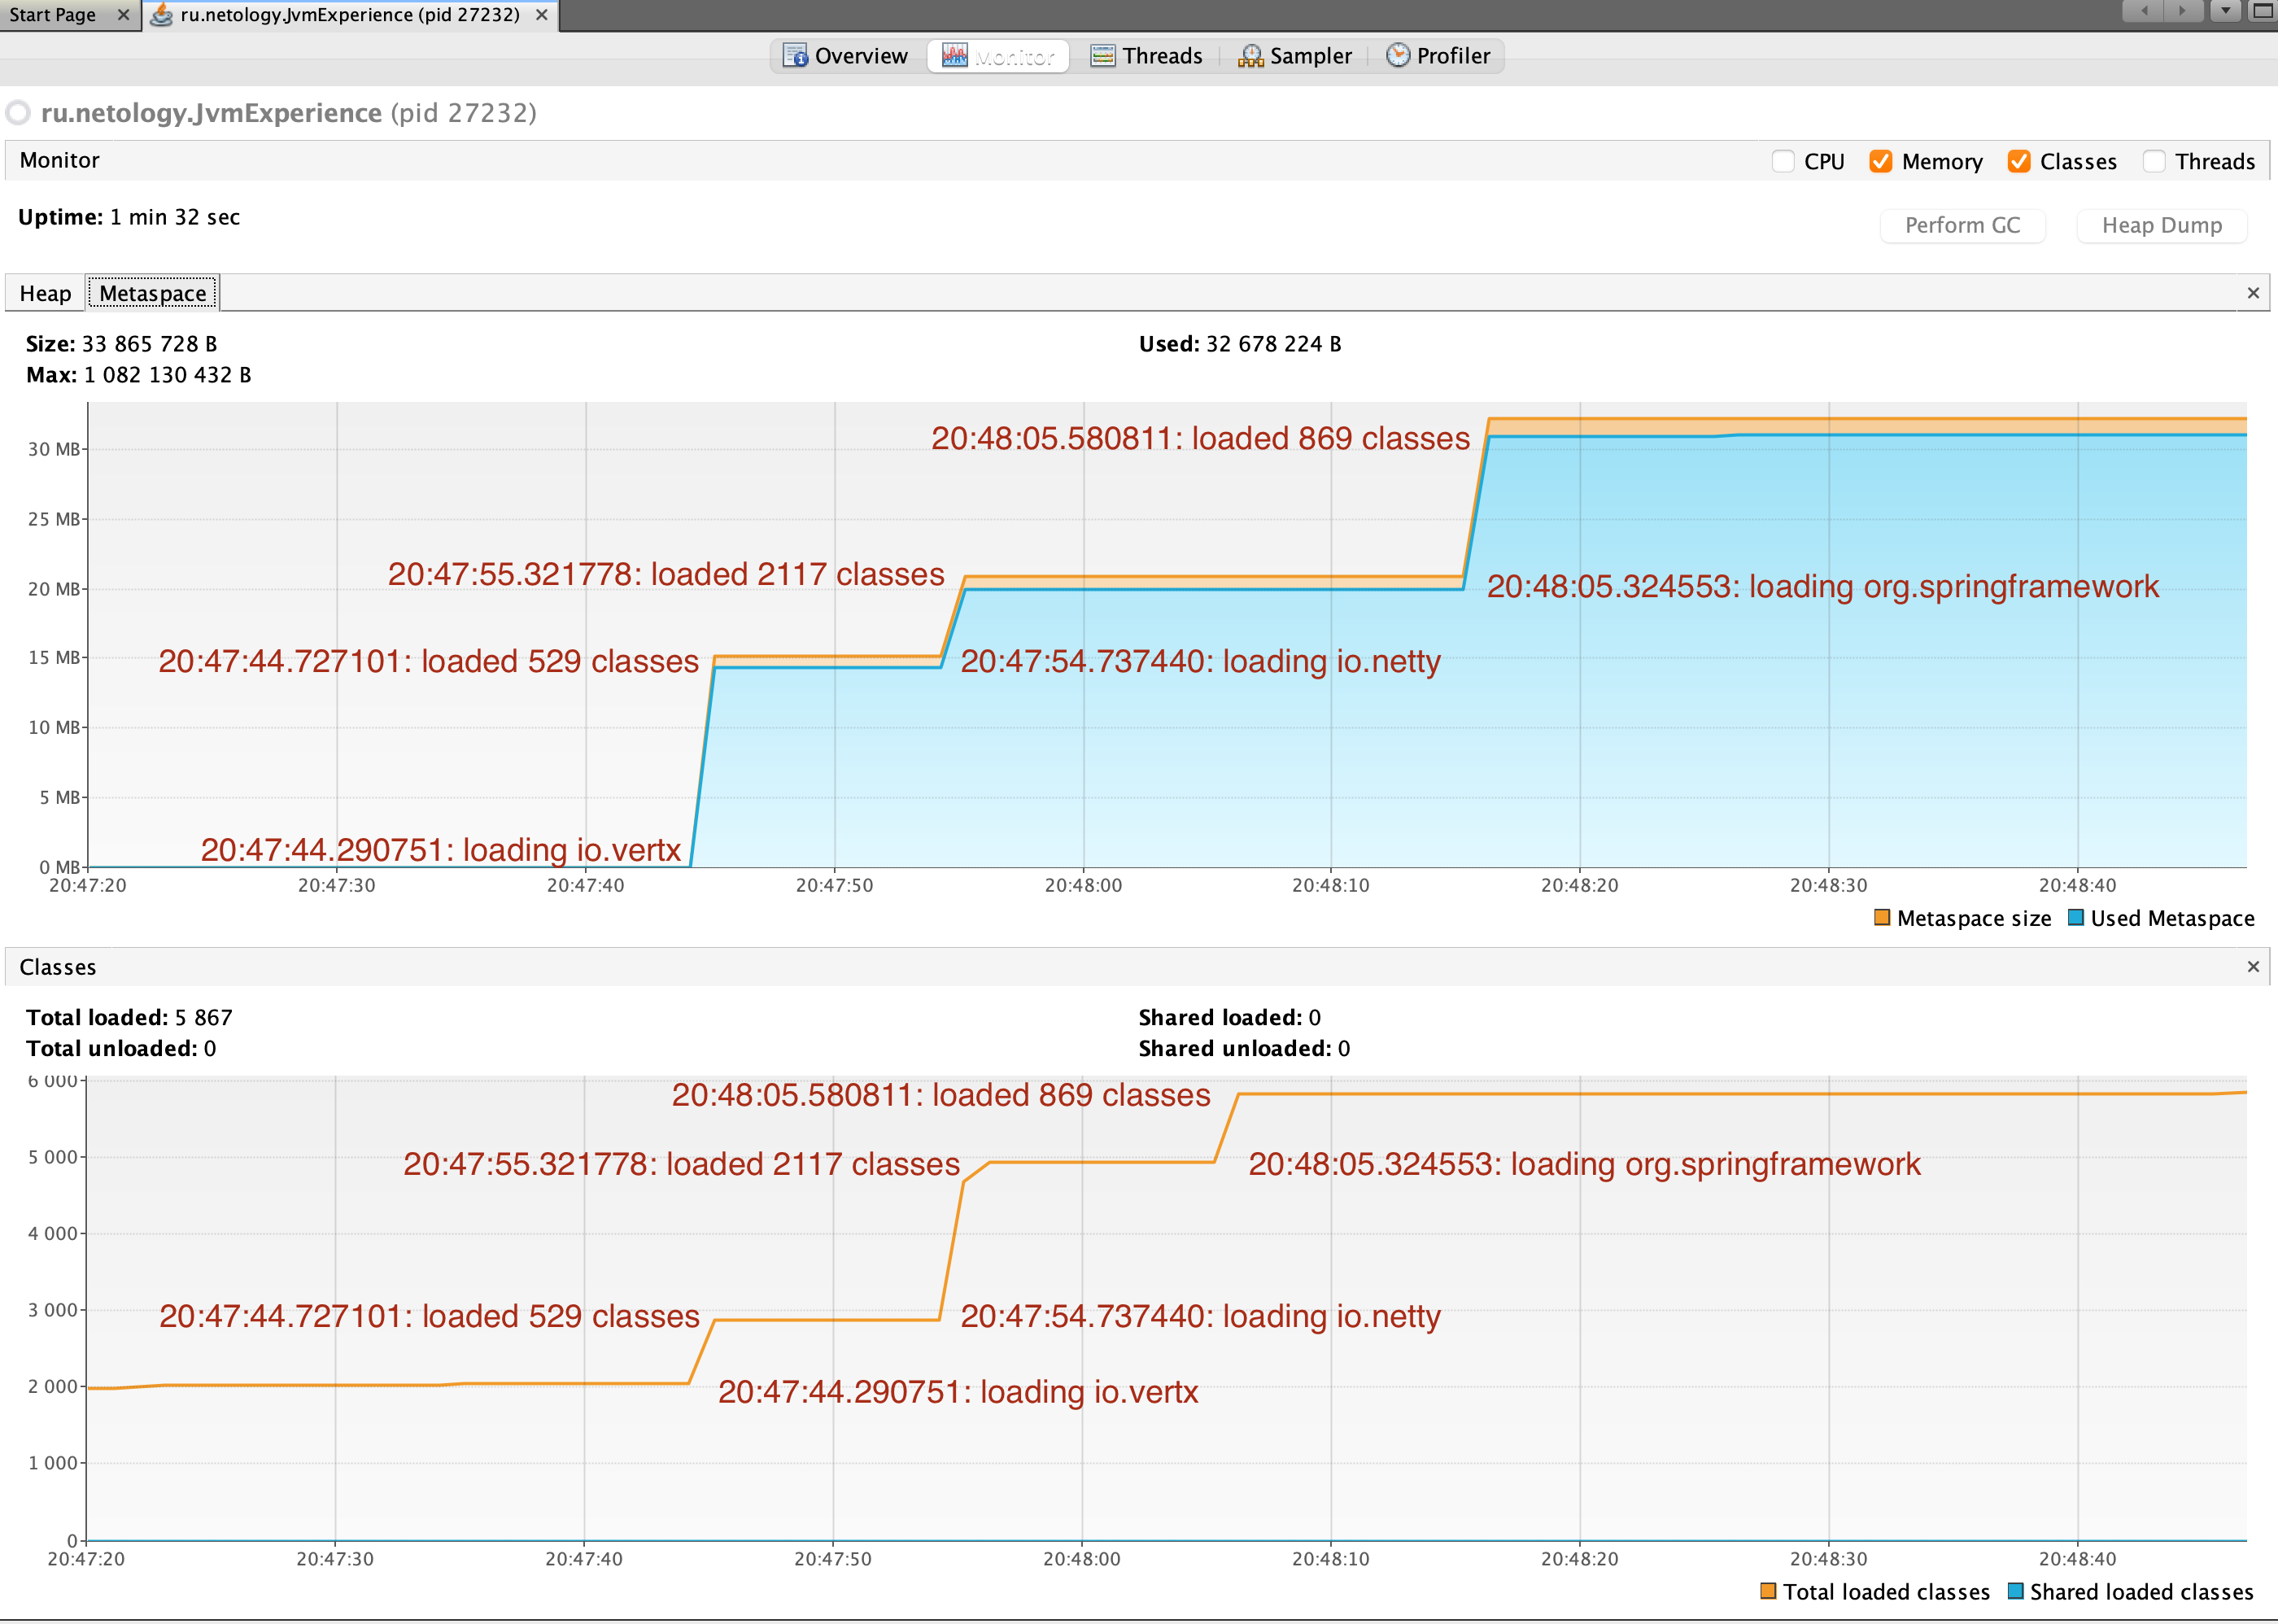 Start Page
ru.netology.JvmExperience (pid 27232)
Overview Monitor Threads Sampler Profiler
ru.netology.JvmExperience (pid 27232)
Monitor
CPU Memory Classes Threads
Uptime: 1 min 32 sec
Perform GC Heap Dump
Heap Metaspace
Size: 33 865 728 B
Used: 32 678 224 B
Max: 1 082 130 432 B
20:48:05.580811: loaded 869 classes
30 MB
25 MB
20:47:55.321778: loaded 2117 classes
20 MB
20:48:05.324553: loading org.springframework
20:47:44.727101: loaded 529 classes
15 MB
20:47:54.737440: loading io.netty
10 MB
5 MB
20:47:44.290751: loading io.vertx
0 MB
20:47:20 20:47:30 20:47:40 20:47:50 20:48:00 20:48:10 20:48:20 20:48:30 20:48:40
Metaspace size Used Metaspace
Classes
Total loaded: 5 867
Shared loaded: 0
Total unloaded: 0
Shared unloaded: 0
6 000
20:48:05.580811: loaded 869 classes
5 000
20:47:55.321778: loaded 2117 classes
20:48:05.324553: loading org.springframework
4 000
3 000
20:47:44.727101: loaded 529 classes
20:47:54.737440: loading io.netty
2 000
20:47:44.290751: loading io.vertx
1 000
0
20:47:20 20:47:30 20:47:40 20:47:50 20:48:00 20:48:10 20:48:20 20:48:30 20:48:40
Total loaded classes Shared loaded classes